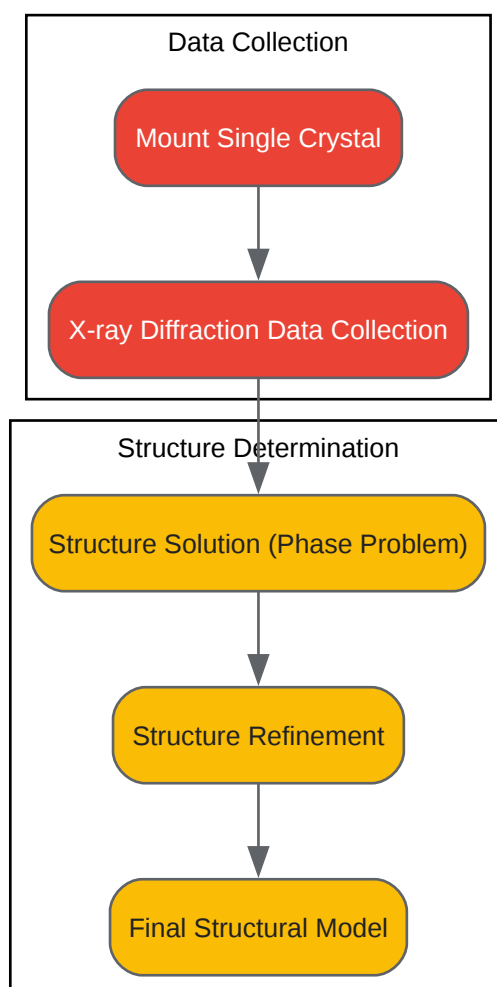 Data Collection
Mount Single Crystal
X-ray Diffraction Data Collection
Structure Determination
Structure Solution (Phase Problem)
Structure Refinement
Final Structural Model